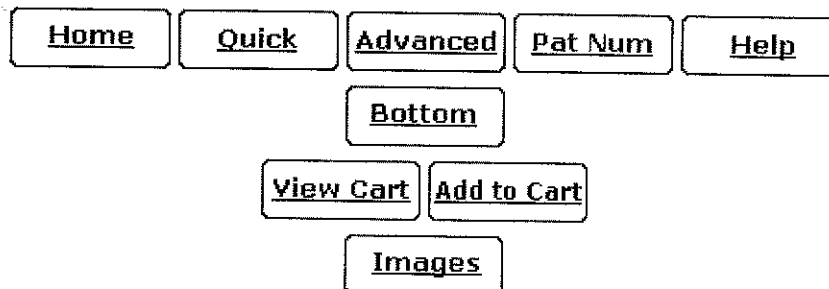 Home Quick Advanced Pat Num Help
Bottom
View Cart Add to Cart
Images